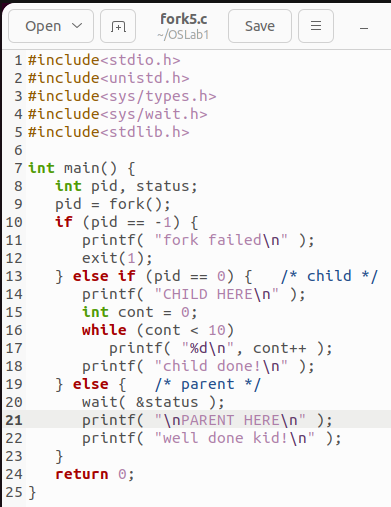 Open
fork5.c
~/OSLab1
Save
1 #include<stdio.h>
2 #include<unistd.h>
3 #include<sys/types.h>
4 #include<sys/wait.h>
5 #include<stdlib.h>
6
7 int main() {
8    int pid, status;
9    pid = fork();
10    if (pid == -1) {
11       printf( "fork failed\n" );
12       exit(1);
13    } else if (pid == 0) {   /* child */
14       printf( "CHILD HERE\n" );
15       int cont = 0;
16       while (cont < 10)
17          printf( "%d\n", cont++ );
18       printf( "child done!\n" );
19    } else {   /* parent */
20       wait( &status );
21       printf( "\nPARENT HERE\n" );
22       printf( "well done kid!\n" );
23    }
24    return 0;
25 }